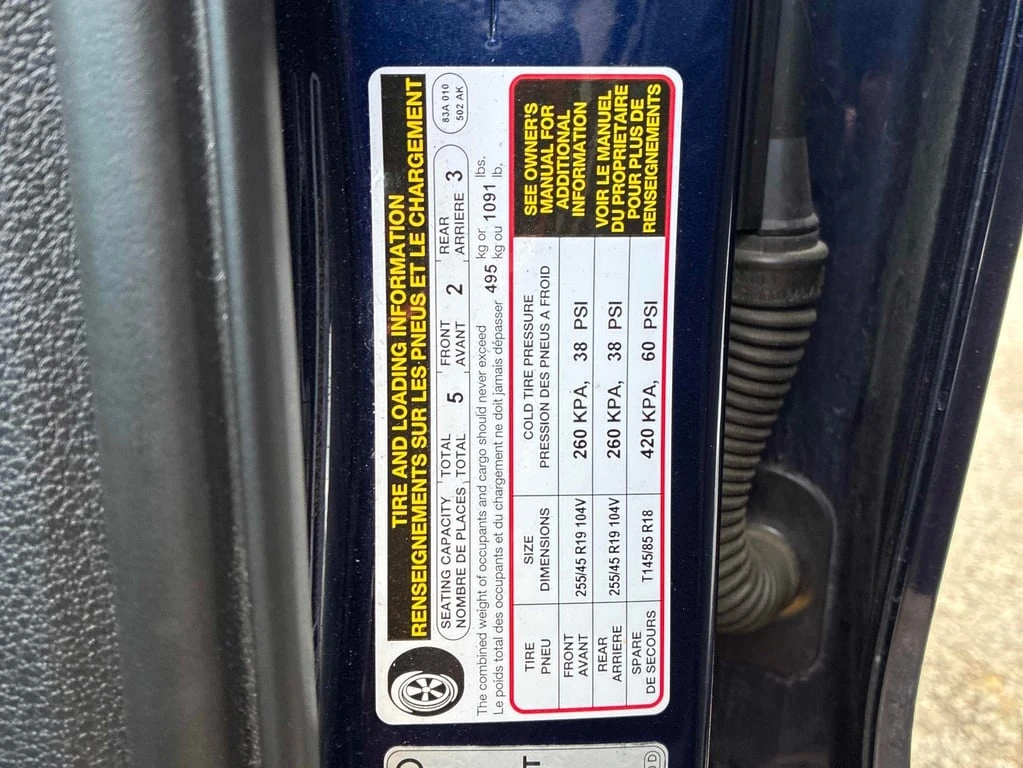 TIRE AND LOADING INFORMATION
RENSEIGNEMENTS SUR LES PNEUS ET LE CHARGEMENT
SEATING CAPACITY TOTAL 5 FRONT 2 REAR 3
NOMBRE DE PLACES TOTAL AVANT ARRIERE
83A 010
502 AK
The combined weight of occupants and cargo should never exceed 495 kg or 1091 lbs.
Le poids total des occupants et du chargement ne doit jamais dépasser kg ou lb.
TIRE SIZE COLD TIRE PRESSURE
PNEU DIMENSIONS PRESSION DES PNEUS A FROID
FRONT
AVANT 255/45 R19 104V 260 KPA, 38 PSI
REAR
ARRIERE 255/45 R19 104V 260 KPA, 38 PSI
SPARE
DE SECOURS T145/85 R18 420 KPA, 60 PSI
SEE OWNER'S
MANUAL FOR
ADDITIONAL
INFORMATION
VOIR LE MANUEL
DU PROPRIETAIRE
POUR PLUS DE
RENSEIGNEMENTS